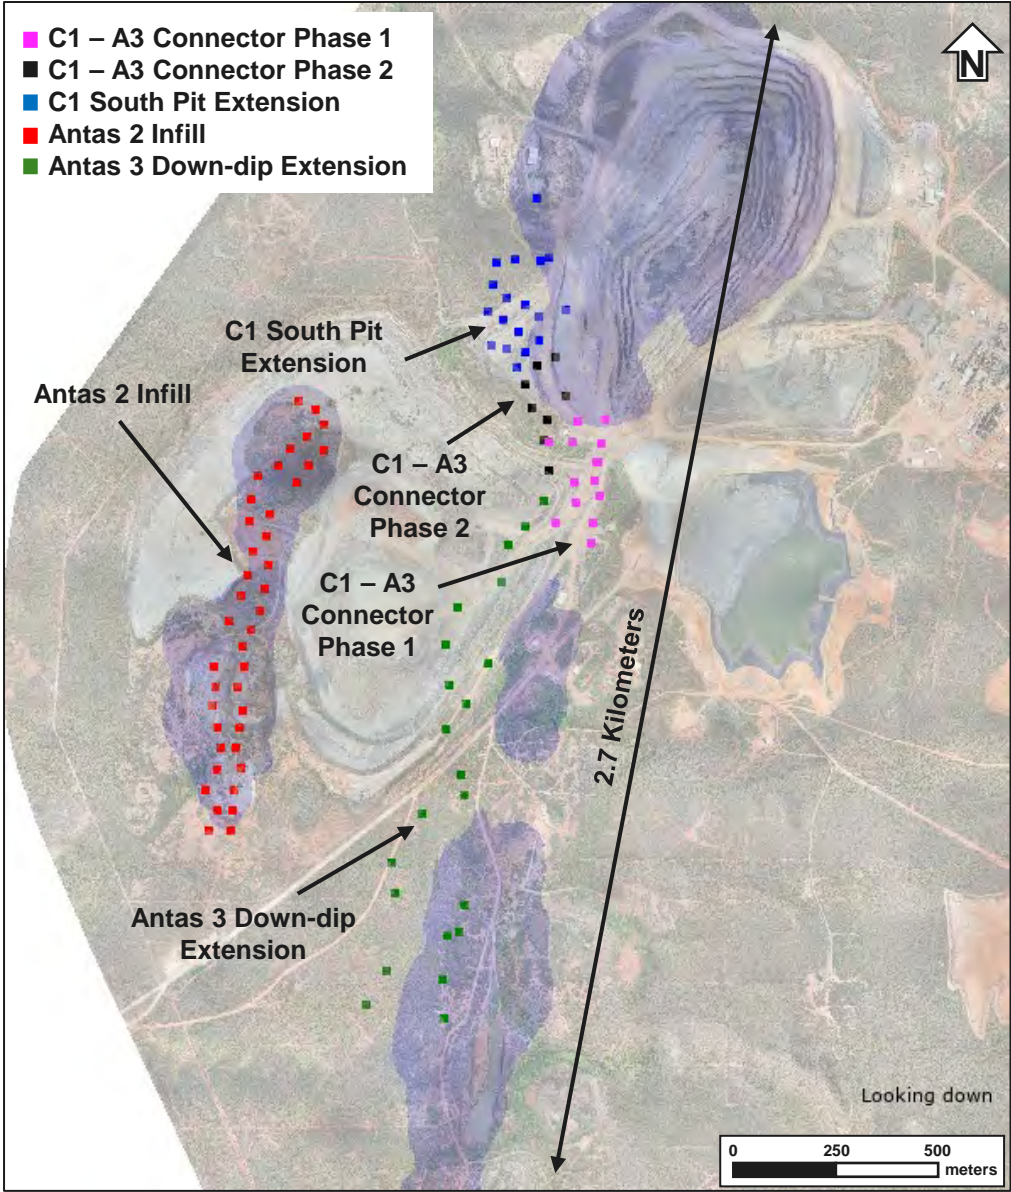 C1 – A3 Connector Phase 1
C1 – A3 Connector Phase 2
C1 South Pit Extension
Antas 2 Infill
Antas 3 Down-dip Extension
N
C1 South Pit
Extension
Antas 2 Infill
C1 – A3
Connector
Phase 2
C1 – A3
Connector
Phase 1
2.7 Kilometers
Antas 3 Down-dip
Extension
Looking down
0 250 500
meters